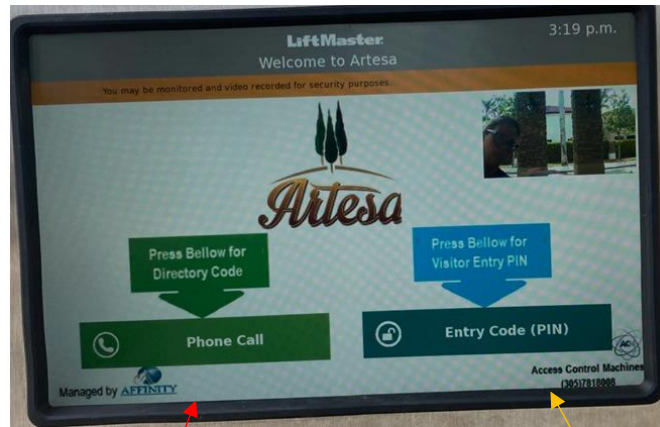 LiftMaster
3:19 p.m.
Welcome to Artesa
You may be monitored and video recorded for security purposes.
Artesa
Press Bellow for
Directory Code
Press Bellow for
Visitor Entry PIN
Phone Call
Entry Code (PIN)
Managed by AFFINITY
Access Control Machines
(305)7818008